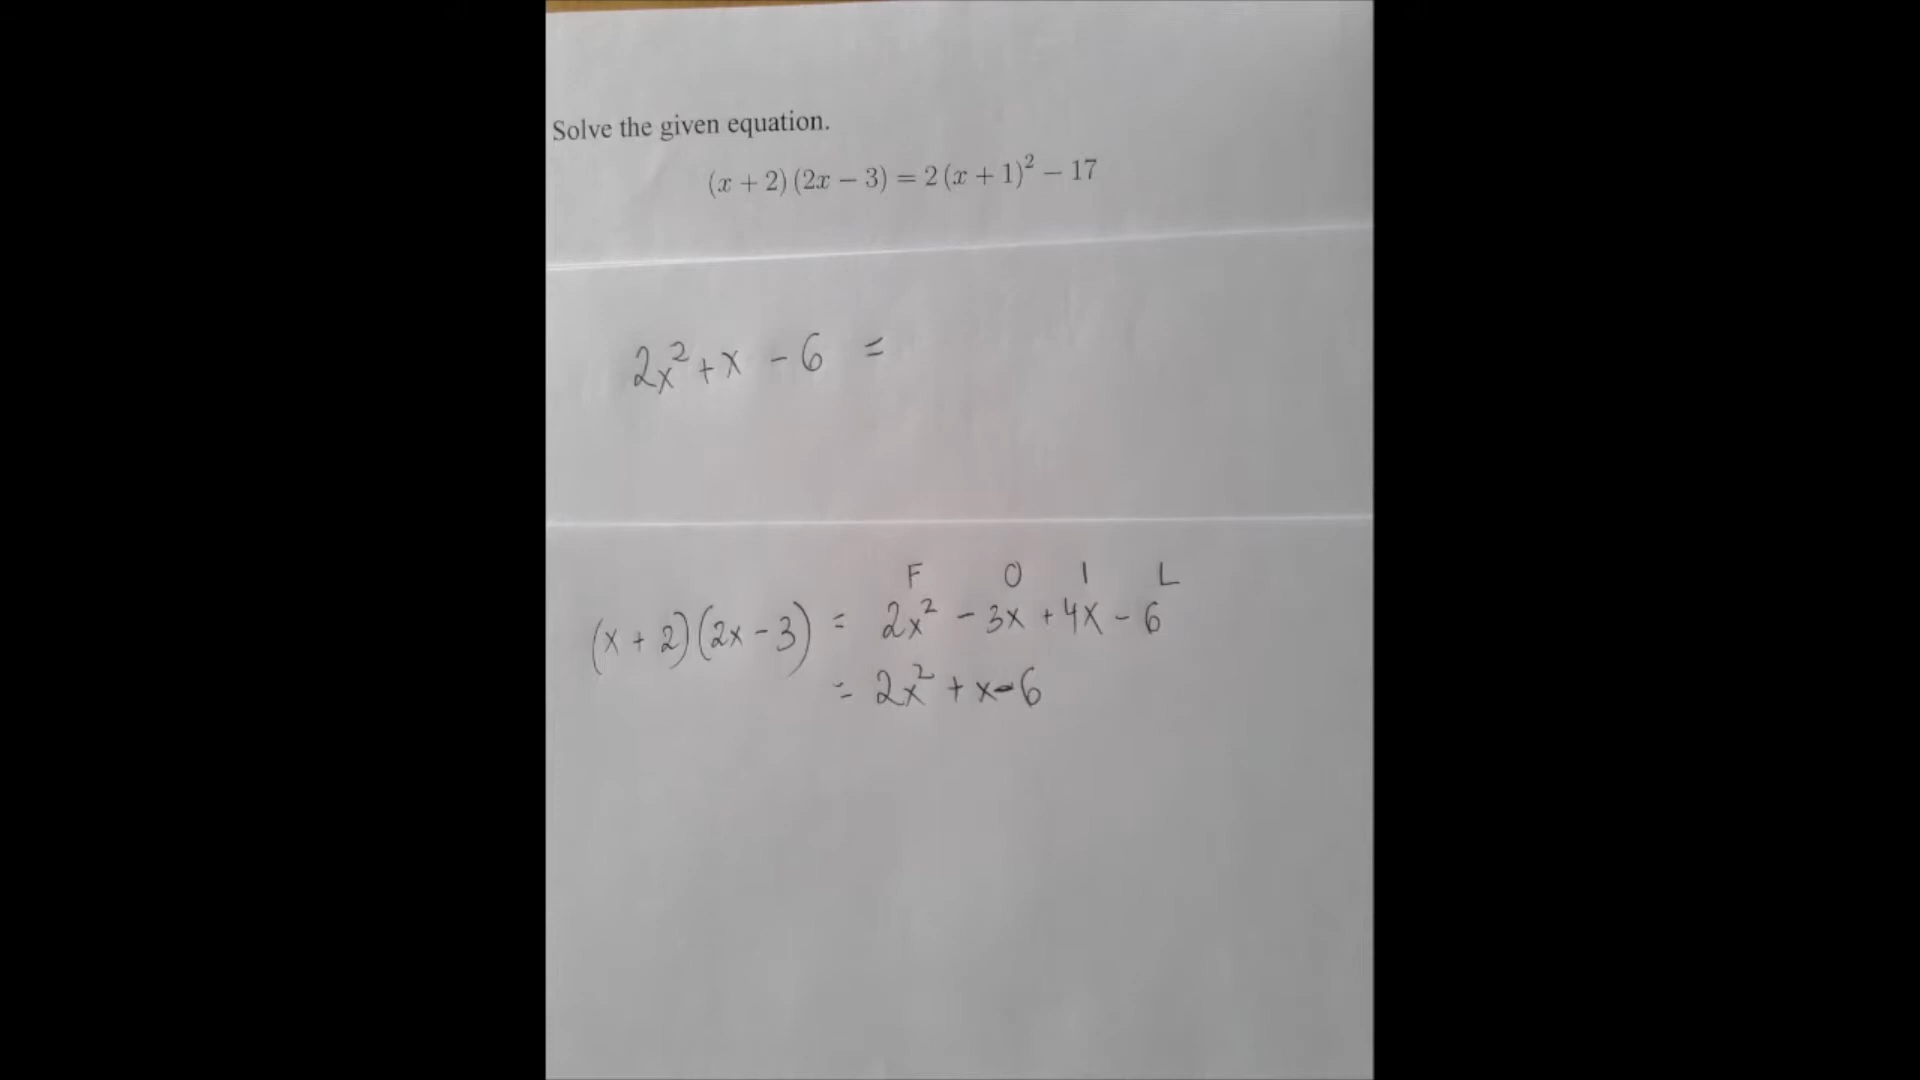 Solve the given equation.
(x + 2) (2x − 3) = 2 (x + 1)² − 17
2x² + x - 6 =
F O I L
(x + 2)(2x - 3) = 2x² - 3x + 4x - 6
= 2x² + x - 6